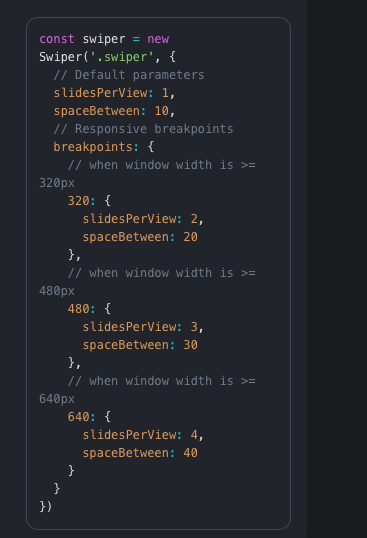 const swiper = new
Swiper('.swiper', {
  // Default parameters
  slidesPerView: 1,
  spaceBetween: 10,
  // Responsive breakpoints
  breakpoints: {
    // when window width is >=
320px
    320: {
      slidesPerView: 2,
      spaceBetween: 20
    },
    // when window width is >=
480px
    480: {
      slidesPerView: 3,
      spaceBetween: 30
    },
    // when window width is >=
640px
    640: {
      slidesPerView: 4,
      spaceBetween: 40
    }
  }
})